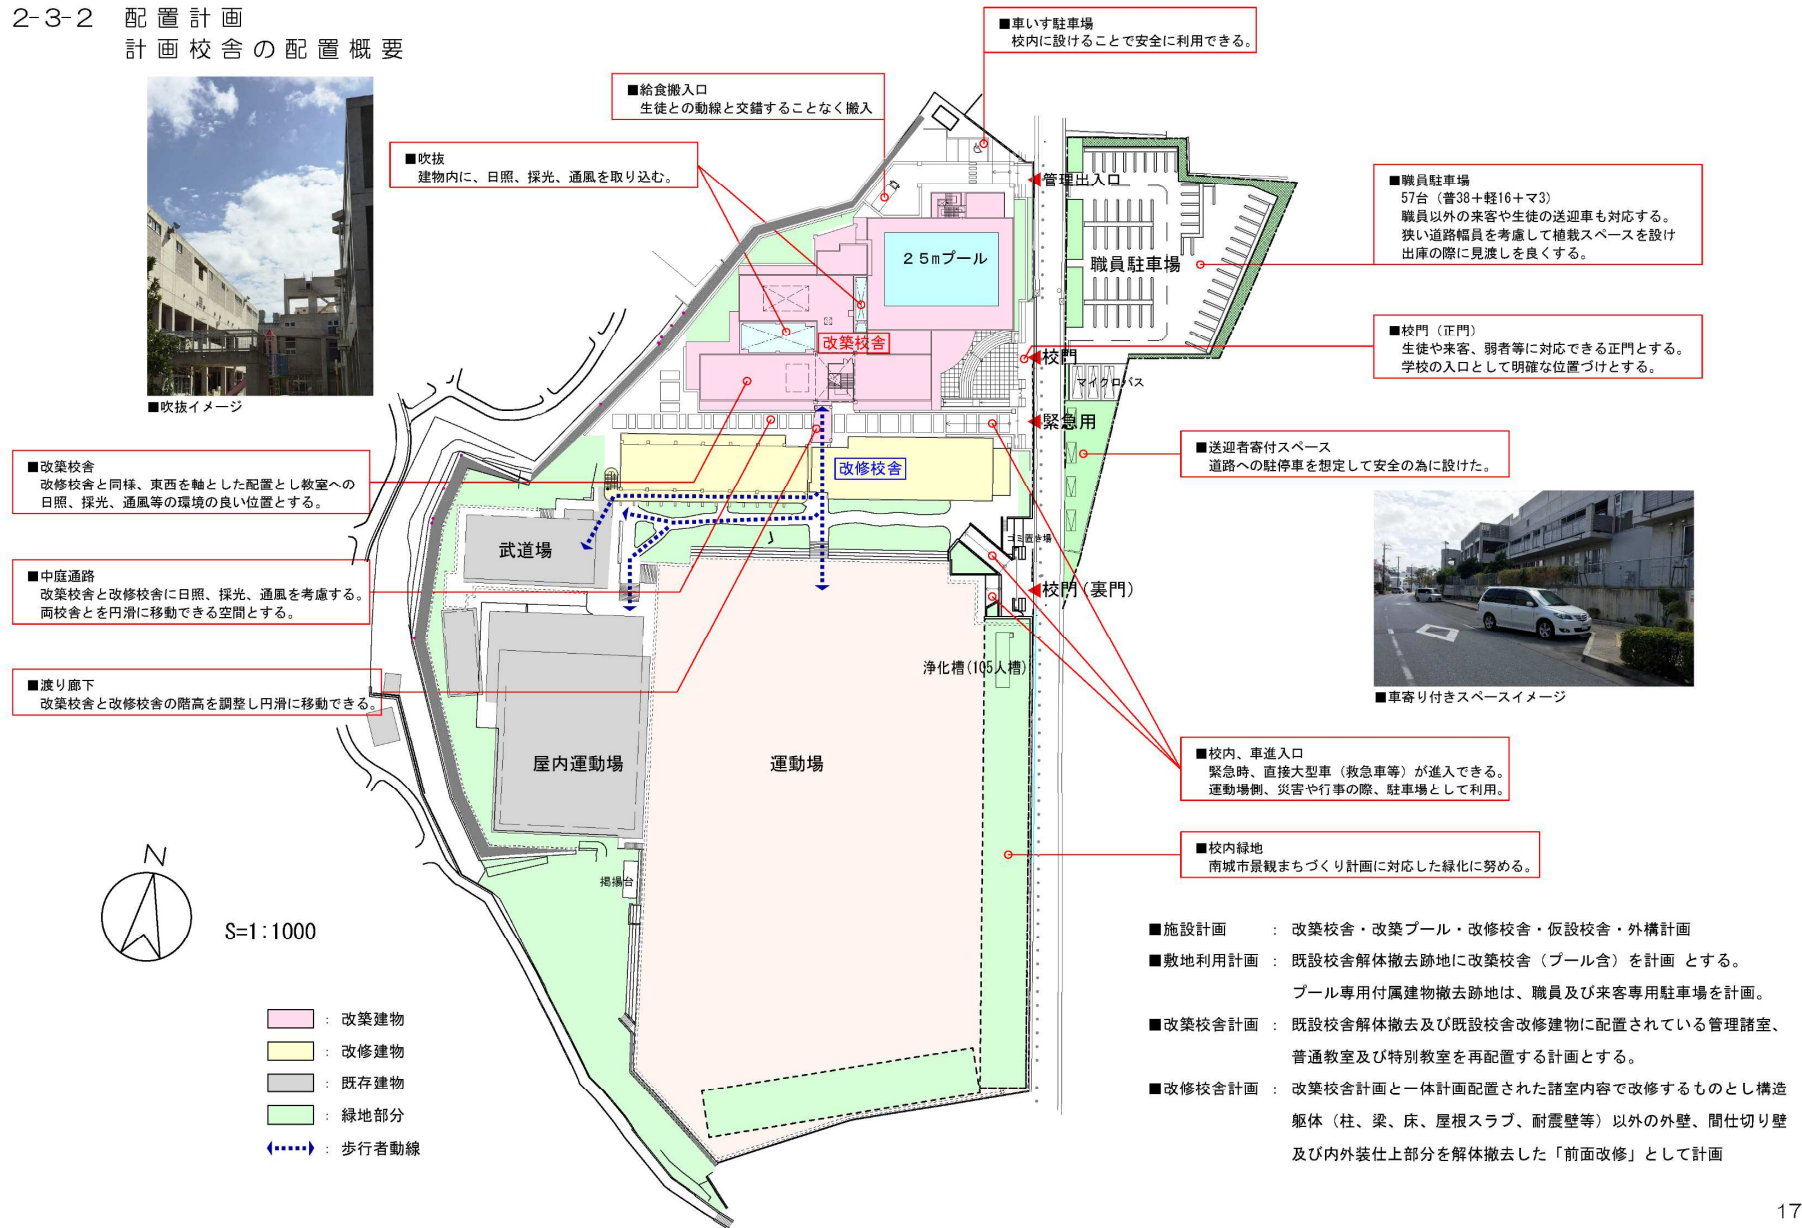 2-3-2 配置計画
計画校舎の配置概要
■車いす駐車場
校内に設けることで安全に利用できる。
■給食搬入口
生徒との動線と交錯することなく搬入
■吹抜
建物内に、日照、採光、通風を取り込む。
■職員駐車場
57台（普38＋軽16＋マ3）
職員以外の来客や生徒の送迎車も対応する。
狭い道路幅員を考慮して植栽スペースを設け
出庫の際に見渡しを良くする。
管理出入口
25mプール
職員駐車場
■校門（正門）
生徒や来客、弱者等に対応できる正門とする。
学校の入口として明確な位置づけとする。
改築校舎
校門
マイクロバス
■吹抜イメージ
緊急用
■送迎者寄付スペース
道路への駐停車を想定して安全の為に設けた。
■改築校舎
改修校舎と同様、東西を軸とした配置とし教室への
日照、採光、通風等の環境の良い位置とする。
改修校舎
武道場
ゴミ置き場
■中庭通路
改築校舎と改修校舎に日照、採光、通風を考慮する。
両校舎とを円滑に移動できる空間とする。
校門(裏門)
浄化槽(105人槽)
■渡り廊下
改築校舎と改修校舎の階高を調整し円滑に移動できる。
■車寄り付きスペースイメージ
屋内運動場
運動場
■校内、車進入口
緊急時、直接大型車（救急車等）が進入できる。
運動場側、災害や行事の際、駐車場として利用。
■校内緑地
南城市景観まちづくり計画に対応した緑化に努める。
掲揚台
N
S=1:1000
■施設計画 ： 改築校舎・改築プール・改修校舎・仮設校舎・外構計画
■敷地利用計画 ： 既設校舎解体撤去跡地に改築校舎（プール含）を計画 とする。
プール専用付属建物撤去跡地は、職員及び来客専用駐車場を計画。
■改築校舎計画 ： 既設校舎解体撤去及び既設校舎改修建物に配置されている管理諸室、
普通教室及び特別教室を再配置する計画とする。
■改修校舎計画 ： 改築校舎計画と一体計画配置された諸室内容で改修するものとし構造
躯体（柱、梁、床、屋根スラブ、耐震壁等）以外の外壁、間仕切り壁
及び内外装仕上部分を解体撤去した「前面改修」として計画
：改築建物
：改修建物
：既存建物
：緑地部分
：歩行者動線
17